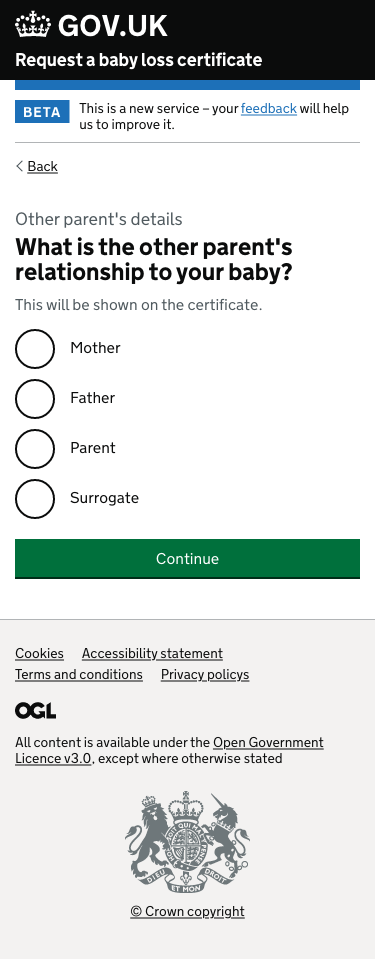 GOV.UK
Request a baby loss certificate
BETA
This is a new service – your feedback will help
us to improve it.
Back
Other parent's details
What is the other parent's
relationship to your baby?
This will be shown on the certificate.
Mother
Father
Parent
Surrogate
Continue
Cookies Accessibility statement
Terms and conditions Privacy policys
OGL
All content is available under the Open Government
Licence v3.0, except where otherwise stated
DIEU ET MON
© Crown copyright